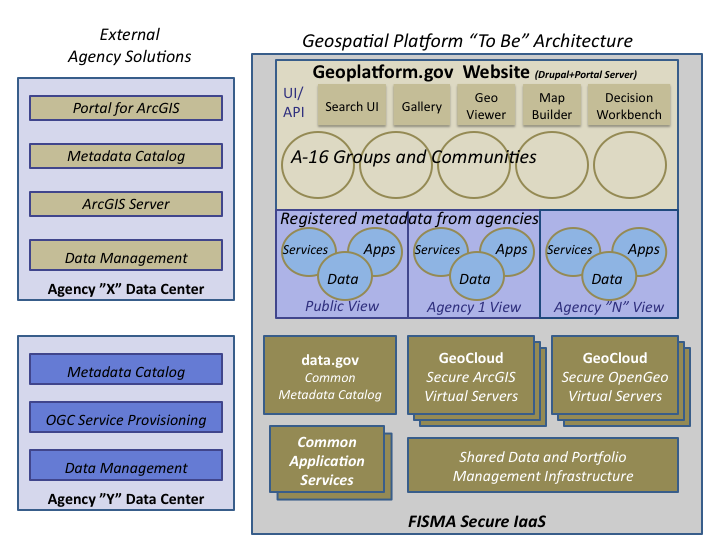 External
Agency Solutions
Portal for ArcGIS
Metadata Catalog
ArcGIS Server
Data Management
Agency ”X” Data Center
Metadata Catalog
OGC Service Provisioning
Data Management
Agency ”Y” Data Center
Geospatial Platform “To Be” Architecture
Geoplatform.gov Website (Drupal+Portal Server)
UI/
API
Search UI
Gallery
Geo
Viewer
Map
Builder
Decision
Workbench
A-16 Groups and Communities
Registered metadata from agencies
Services
Apps
Data
Public View
Services
Apps
Data
Agency 1 View
Services
Apps
Data
Agency ”N” View
data.gov
Common
Metadata Catalog
GeoCloud
Secure ArcGIS
Virtual Servers
GeoCloud
Secure OpenGeo
Virtual Servers
Common
Application
Services
Shared Data and Portfolio
Management Infrastructure
FISMA Secure IaaS